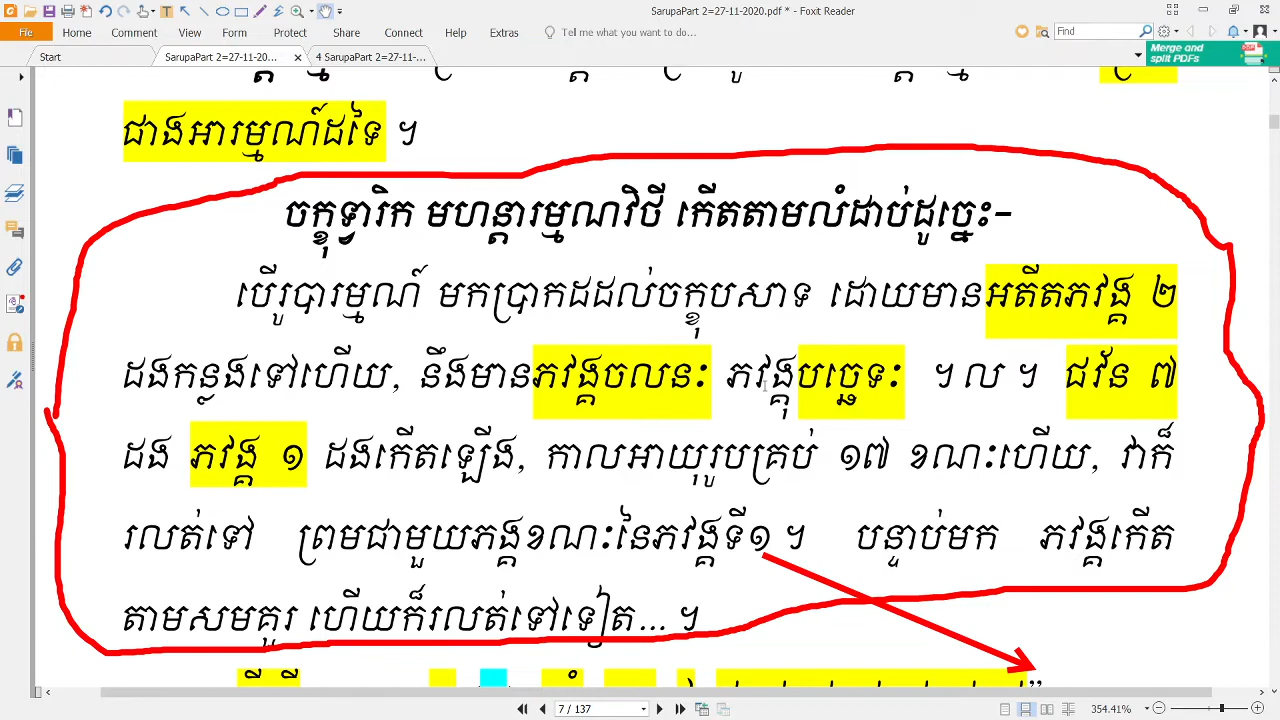 SarupaPart 2=27-11-2020.pdf * - Foxit Reader
File Home Comment View Form Protect Share Connect Help Extras Tell me what you want to do... Find
Start SarupaPart 2=27-11-20... 4 SarupaPart 2=27-11-...
Merge and
split PDFs
ជាងអារម្មណ៍ដទៃ ។
ចក្ខុទ្វារិក មហន្តារម្មណវិថី កើតតាមលំដាប់ដូច្នេះ-
បើរូបារម្មណ៍ មកប្រាកដដល់ចក្ខុបសាទ ដោយមានអតីតភវង្គ ២
ដងកន្លងទៅហើយ, នឹងមានភវង្គចលនៈ ភវង្គុបច្ឆេទៈ ។ ល ។ ជវ័ន ៧
ដង ភវង្គ ១ ដងកើតឡើង, កាលអាយុរូបគ្រប់ ១៧ ខណៈហើយ, វាក៏
រលត់ទៅ ព្រមជាមួយភង្គខណៈនៃភវង្គទី១ ។ បន្ទាប់មក ភវង្គកើត
តាមសមគួរ ហើយក៏រលត់ទៅទៀត... ។
7 / 137 354.41%